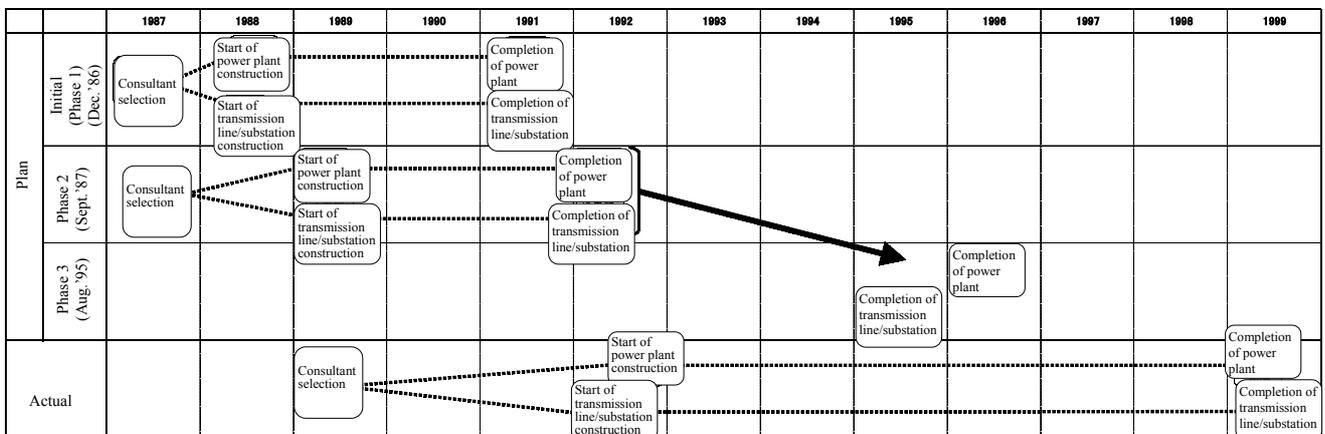 1987 1988 1989 1990 1991 1992 1993 1994 1995 1996 1997 1998 1999
Plan
Initial
(Phase 1)
(Dec.'86)
Consultant
selection
Start of
power plant
construction
Completion
of power
plant
Start of
transmission
line/substation
construction
Completion of
transmission
line/substation
Phase 2
(Sept.'87)
Consultant
selection
Start of
power plant
construction
Completion
of power
plant
Start of
transmission
line/substation
construction
Completion of
transmission
line/substation
Phase 3
(Aug.'95)
Completion
of power
plant
Completion of
transmission
line/substation
Actual
Consultant
selection
Start of
power plant
construction
Completion
of power
plant
Start of
transmission
line/substation
construction
Completion of
transmission
line/substation